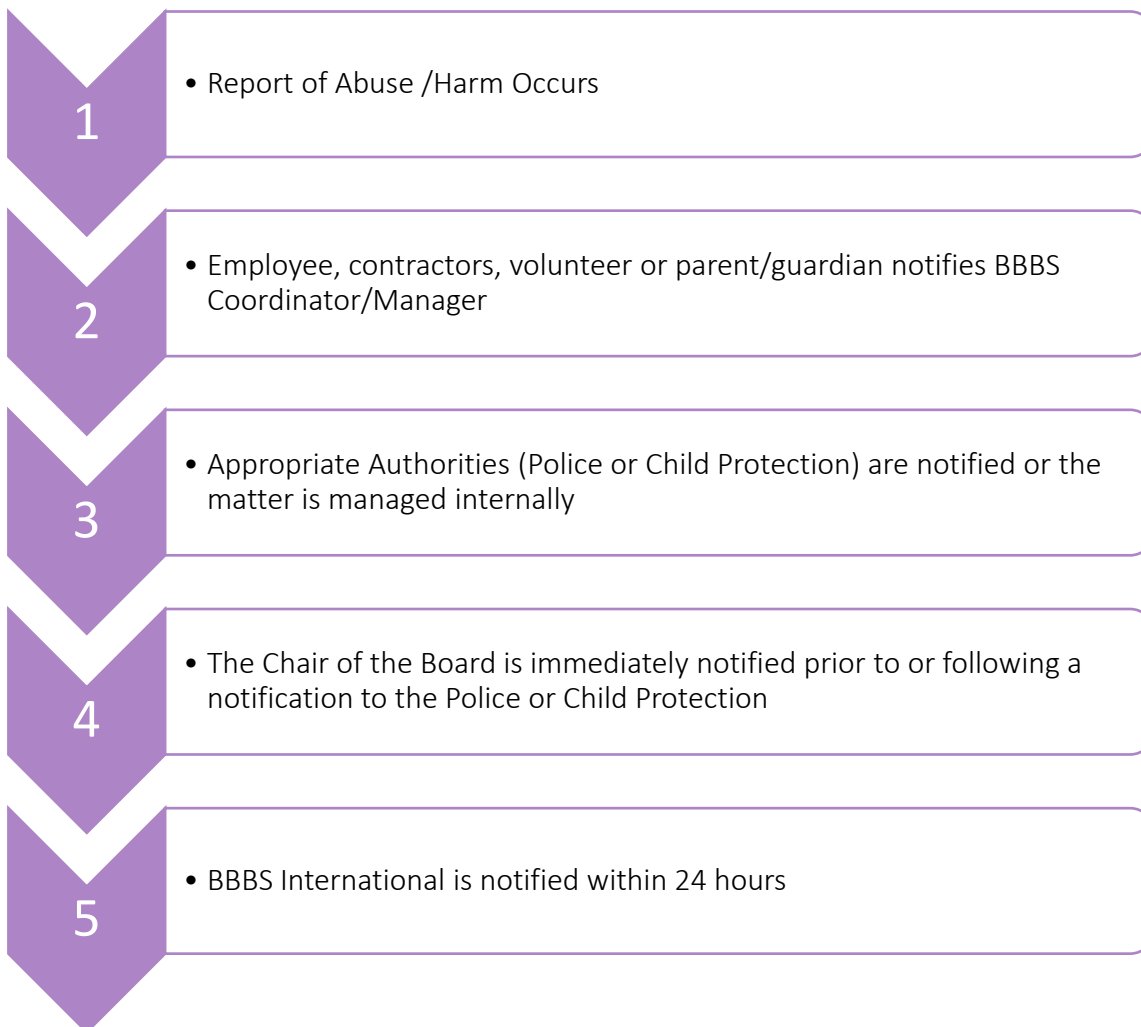 1
• Report of Abuse /Harm Occurs
2
• Employee, contractors, volunteer or parent/guardian notifies BBBS
Coordinator/Manager
3
• Appropriate Authorities (Police or Child Protection) are notified or the
matter is managed internally
4
• The Chair of the Board is immediately notified prior to or following a
notification to the Police or Child Protection
5
• BBBS International is notified within 24 hours